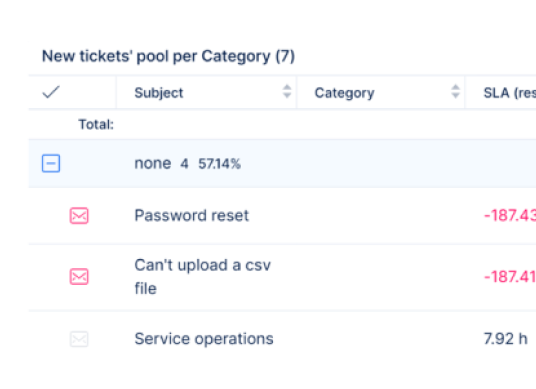 New tickets' pool per Category (7)
Subject Category SLA (res
Total:
none 4 57.14%
Password reset -187.43
Can't upload a csv
file -187.41
Service operations 7.92 h